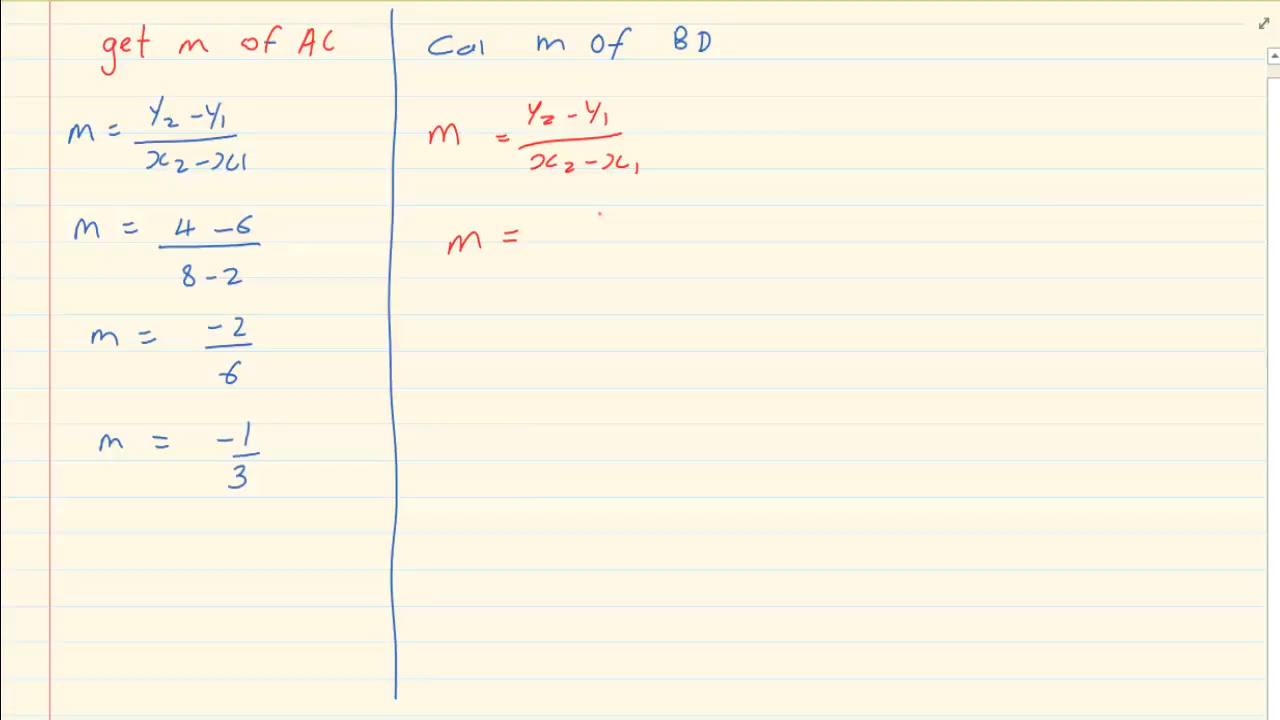 get m of AC
m = y₂ - y₁ / x₂ - x₁
m = 4 - 6 / 8 - 2
m = -2 / 6
m = -1 / 3
Cal m of BD
m = y₂ - y₁ / x₂ - x₁
m =